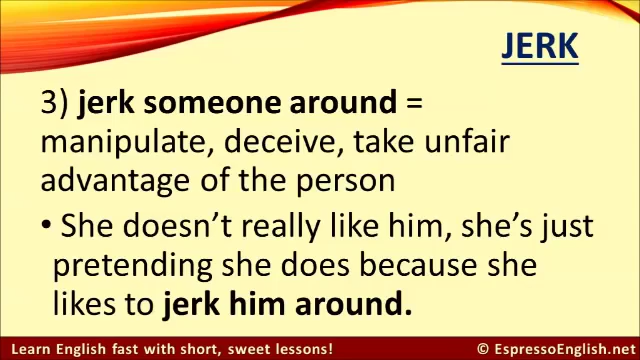 JERK
3) jerk someone around =
manipulate, deceive, take unfair
advantage of the person
• She doesn't really like him, she's just
pretending she does because she
likes to jerk him around.
Learn English fast with short, sweet lessons!
© EspressoEnglish.net